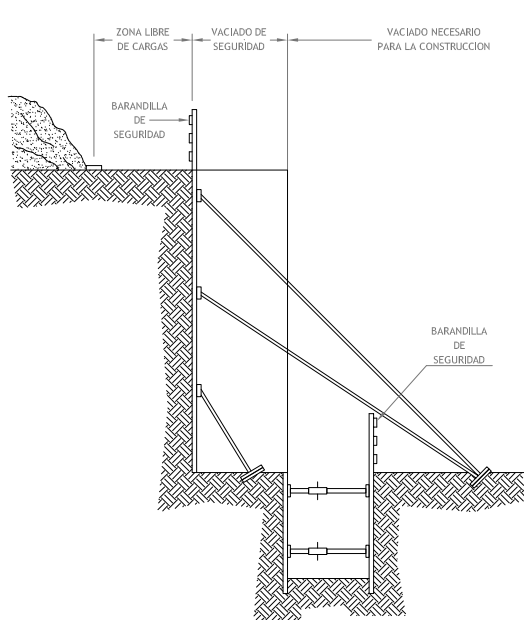 ZONA LIBRE
DE CARGAS
VACIADO DE
SEGURIDAD
VACIADO NECESARIO
PARA LA CONSTRUCCION
BARANDILLA
DE
SEGURIDAD
BARANDILLA
DE
SEGURIDAD